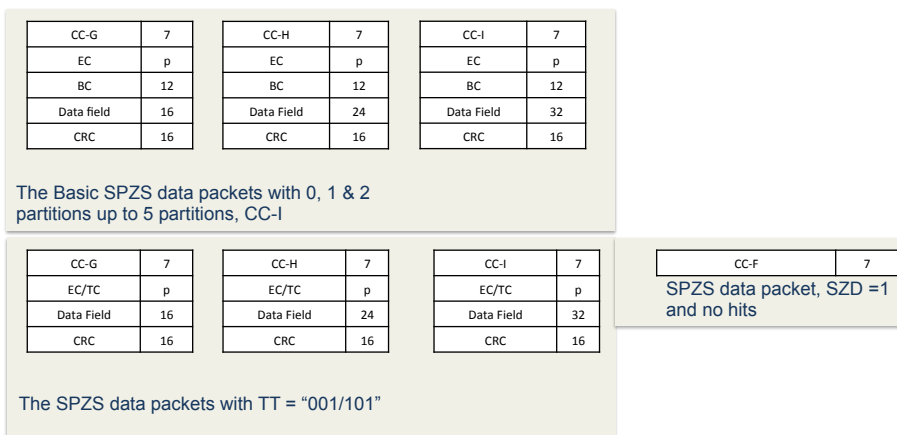 CC-G 7
EC p
BC 12
Data field 16
CRC 16
CC-H 7
EC p
BC 12
Data Field 24
CRC 16
CC-I 7
EC p
BC 12
Data Field 32
CRC 16
The Basic SPZS data packets with 0, 1 & 2
partitions up to 5 partitions, CC-I
CC-G 7
EC/TC p
Data Field 16
CRC 16
CC-H 7
EC/TC p
Data Field 24
CRC 16
CC-I 7
EC/TC p
Data Field 32
CRC 16
CC-F 7
SPZS data packet, SZD =1
and no hits
The SPZS data packets with TT = “001/101”